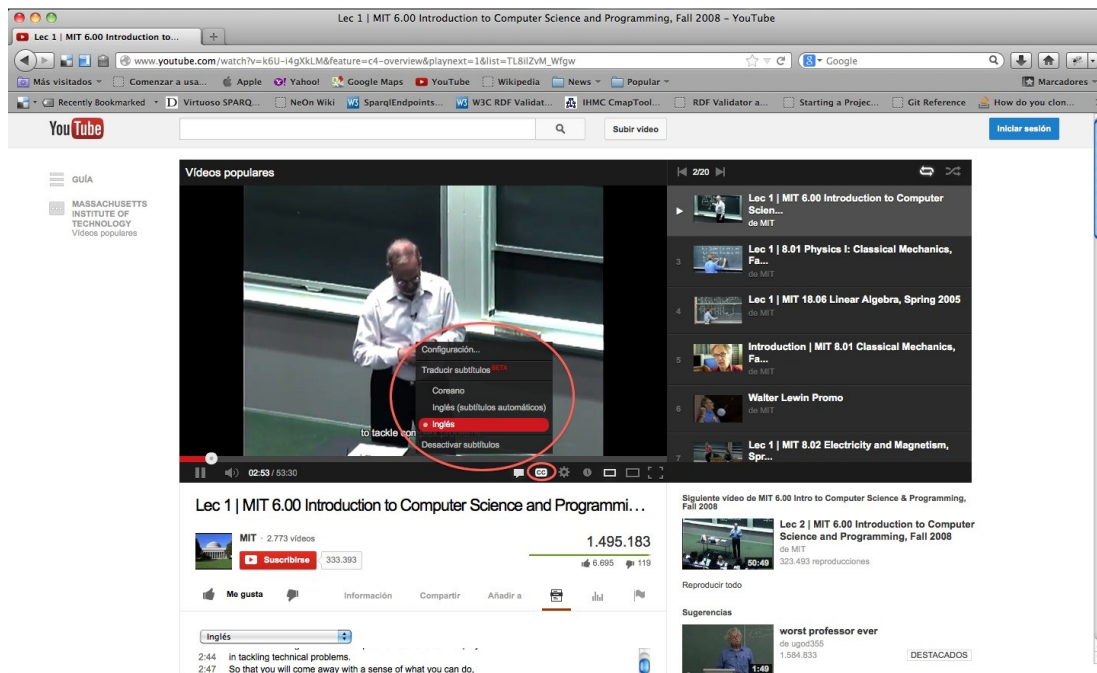 Lec 1 | MIT 6.00 Introduction to Computer Science and Programming, Fall 2008 – YouTube
Lec 1 | MIT 6.00 Introduction to...
www.youtube.com/watch?v=k6U-i4gXkLM&feature=c4-overview&playnext=1&list=TL8iIZvM_Wfgw
Google
Más visitados
Comenzar a usa...
Apple
Yahoo!
Google Maps
YouTube
Wikipedia
News
Popular
Marcadores
Recently Bookmarked
Virtuoso SPARQ...
NeOn Wiki
SparqlEndpoints...
W3C RDF Validat...
IHMC CmapTool...
RDF Validator a...
Starting a Projec...
Git Reference
How do you clon...
YouTube
Subir vídeo
Iniciar sesión
GUÍA
MASSACHUSETTS
INSTITUTE OF
TECHNOLOGY
Vídeos populares
Vídeos populares
Configuración...
Traducir subtítulos BETA
Coreano
Inglés (subtítulos automáticos)
Inglés
Desactivar subtítulos
to tackle
02:53 / 53:30
CC
2/20
Lec 1 | MIT 6.00 Introduction to Computer
Scien...
de MIT
3
Lec 1 | 8.01 Physics I: Classical Mechanics,
Fa...
de MIT
4
Lec 1 | MIT 18.06 Linear Algebra, Spring 2005
de MIT
5
Introduction | MIT 8.01 Classical Mechanics,
Fa...
de MIT
6
Walter Lewin Promo
de MIT
7
Lec 1 | MIT 8.02 Electricity and Magnetism,
Spr...
Lec 1 | MIT 6.00 Introduction to Computer Science and Programmi...
MIT · 2.773 vídeos
Suscribirse
333.393
1.495.183
6.695
119
Me gusta
Información
Compartir
Añadir a
Inglés
2:44 in tackling technical problems.
2:47 So that you will come away with a sense of what you can do,
Siguiente vídeo de MIT 6.00 Intro to Computer Science & Programming,
Fall 2008
Lec 2 | MIT 6.00 Introduction to Computer
Science and Programming, Fall 2008
de MIT
323.493 reproducciones
50:49
Reproducir todo
Sugerencias
worst professor ever
de ugod355
1.584.833
DESTACADOS
1:49